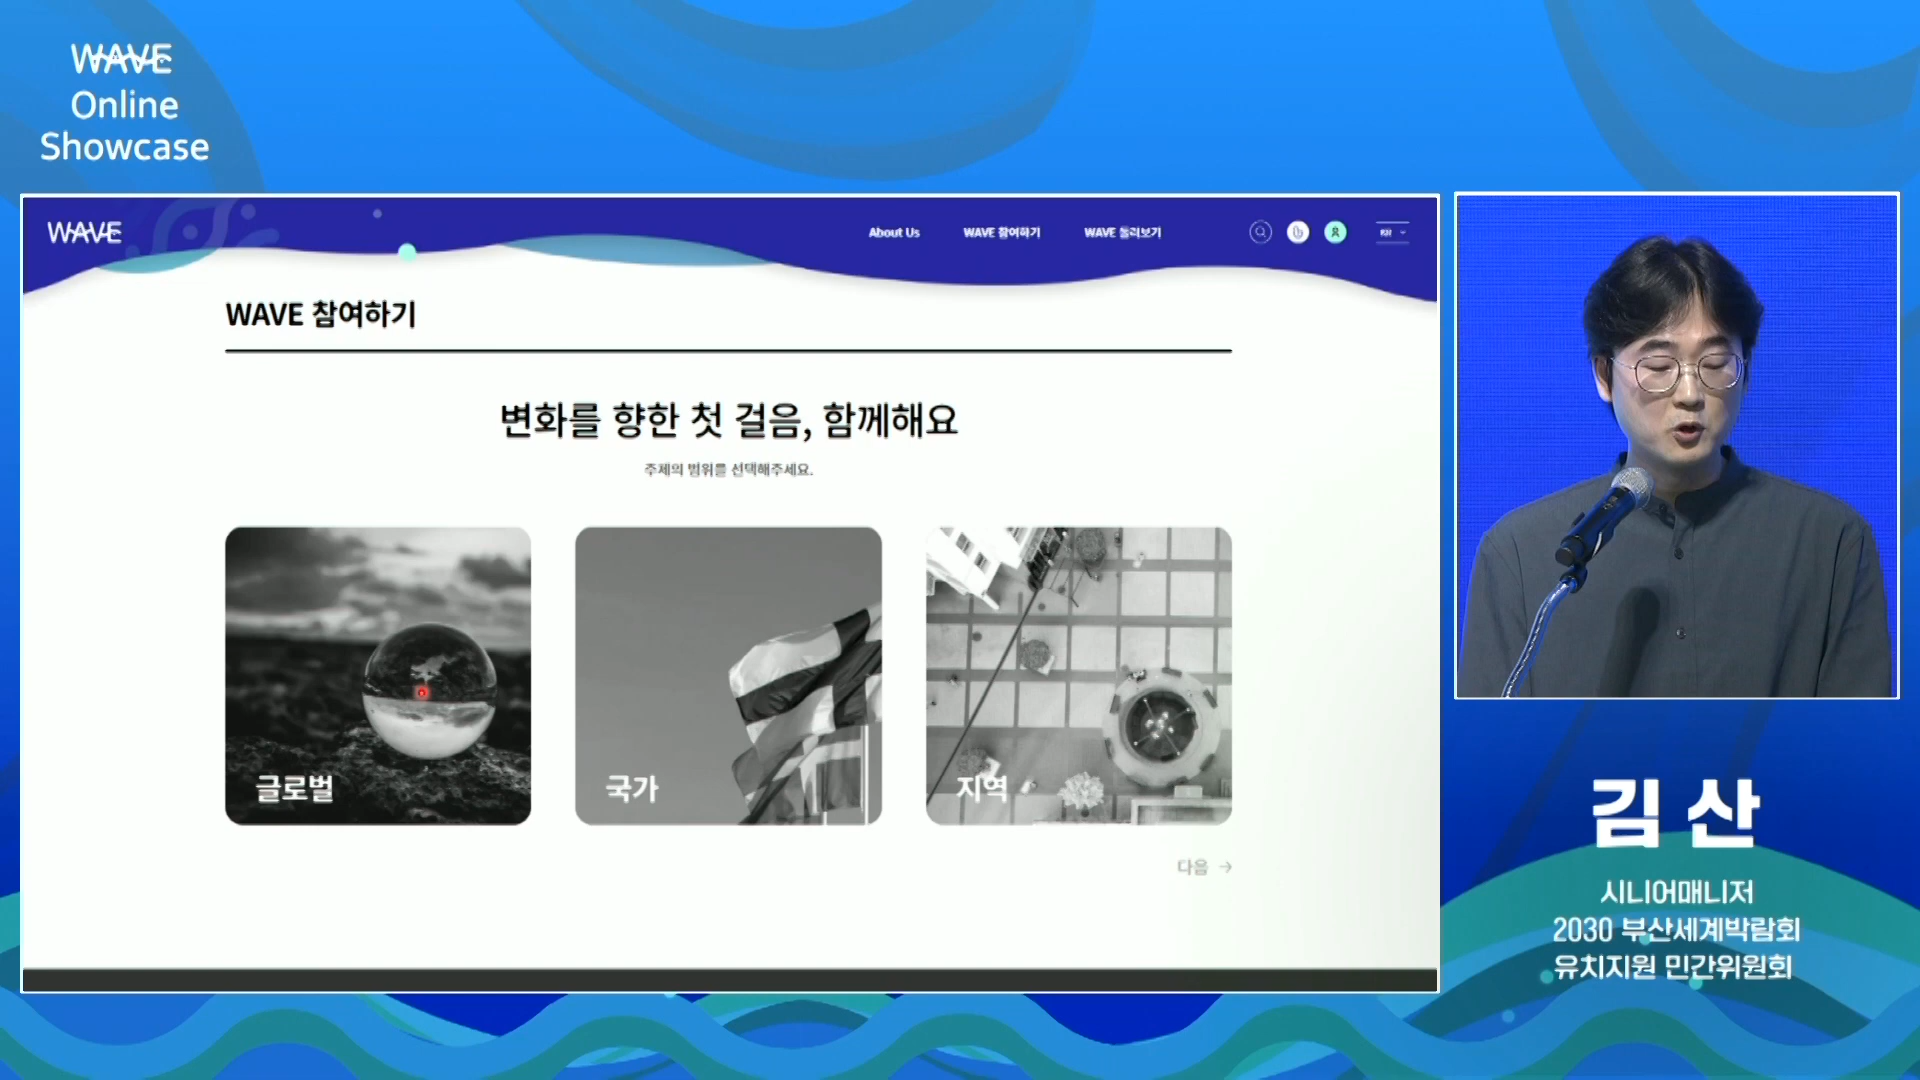 WAVE
Online
Showcase
WAVE
About Us
WAVE 참여하기
WAVE 둘러보기
KR
WAVE 참여하기
변화를 향한 첫 걸음, 함께해요
주제의 범위를 선택해주세요.
글로벌
국가
지역
다음 →
김 산
시니어매니저
2030 부산세계박람회
유치지원 민간위원회